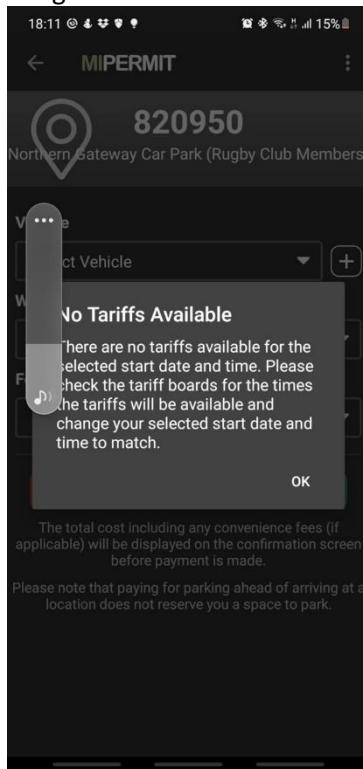 18:11 15%
MIPERMIT
820950
Northern Gateway Car Park (Rugby Club Members
Vehicle
Vehicle
No Tariffs Available
There are no tariffs available for the
selected start date and time. Please
check the tariff boards for the times
the tariffs will be available and
change your selected start date and
time to match.
OK
The total cost including any convenience fees (if
applicable) will be displayed on the confirmation screen
before payment is made.
Please note that paying for parking ahead of arriving at a
location does not reserve you a space to park.